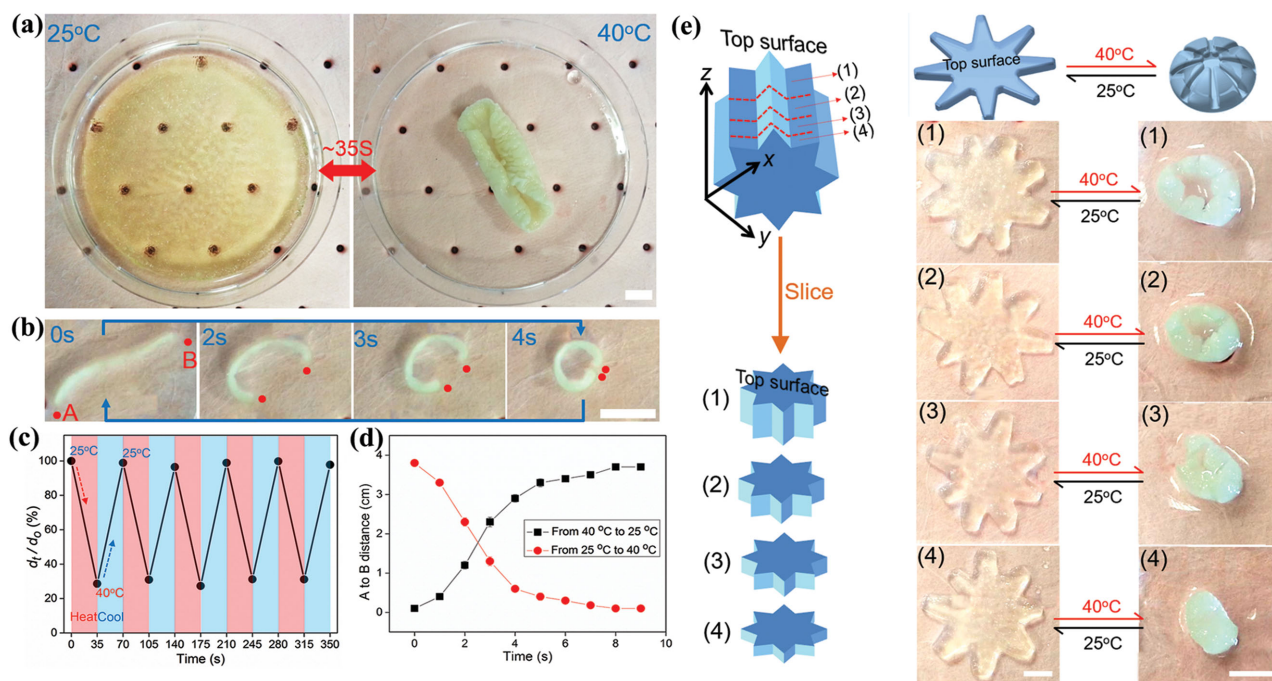 (a)
25°C
40°C
~35S
(b)
0s
2s
3s
4s
A
B
(c)
100
80
60
40
20
0
dt / do (%)
25°C
25°C
40°C
Heat
Cool
0 35 70 105 140 175 210 245 280 315 350
Time (s)
(d)
4
3
2
1
0
A to B distance (cm)
From 40 °C to 25 °C
From 25 °C to 40 °C
0 2 4 6 8 10
Time (s)
(e)
Top surface
z
x
y
(1)
(2)
(3)
(4)
Slice
Top surface
(1)
(2)
(3)
(4)
Top surface
40°C
25°C
(1)
40°C
25°C
(1)
(2)
40°C
25°C
(2)
(3)
40°C
25°C
(3)
(4)
40°C
25°C
(4)